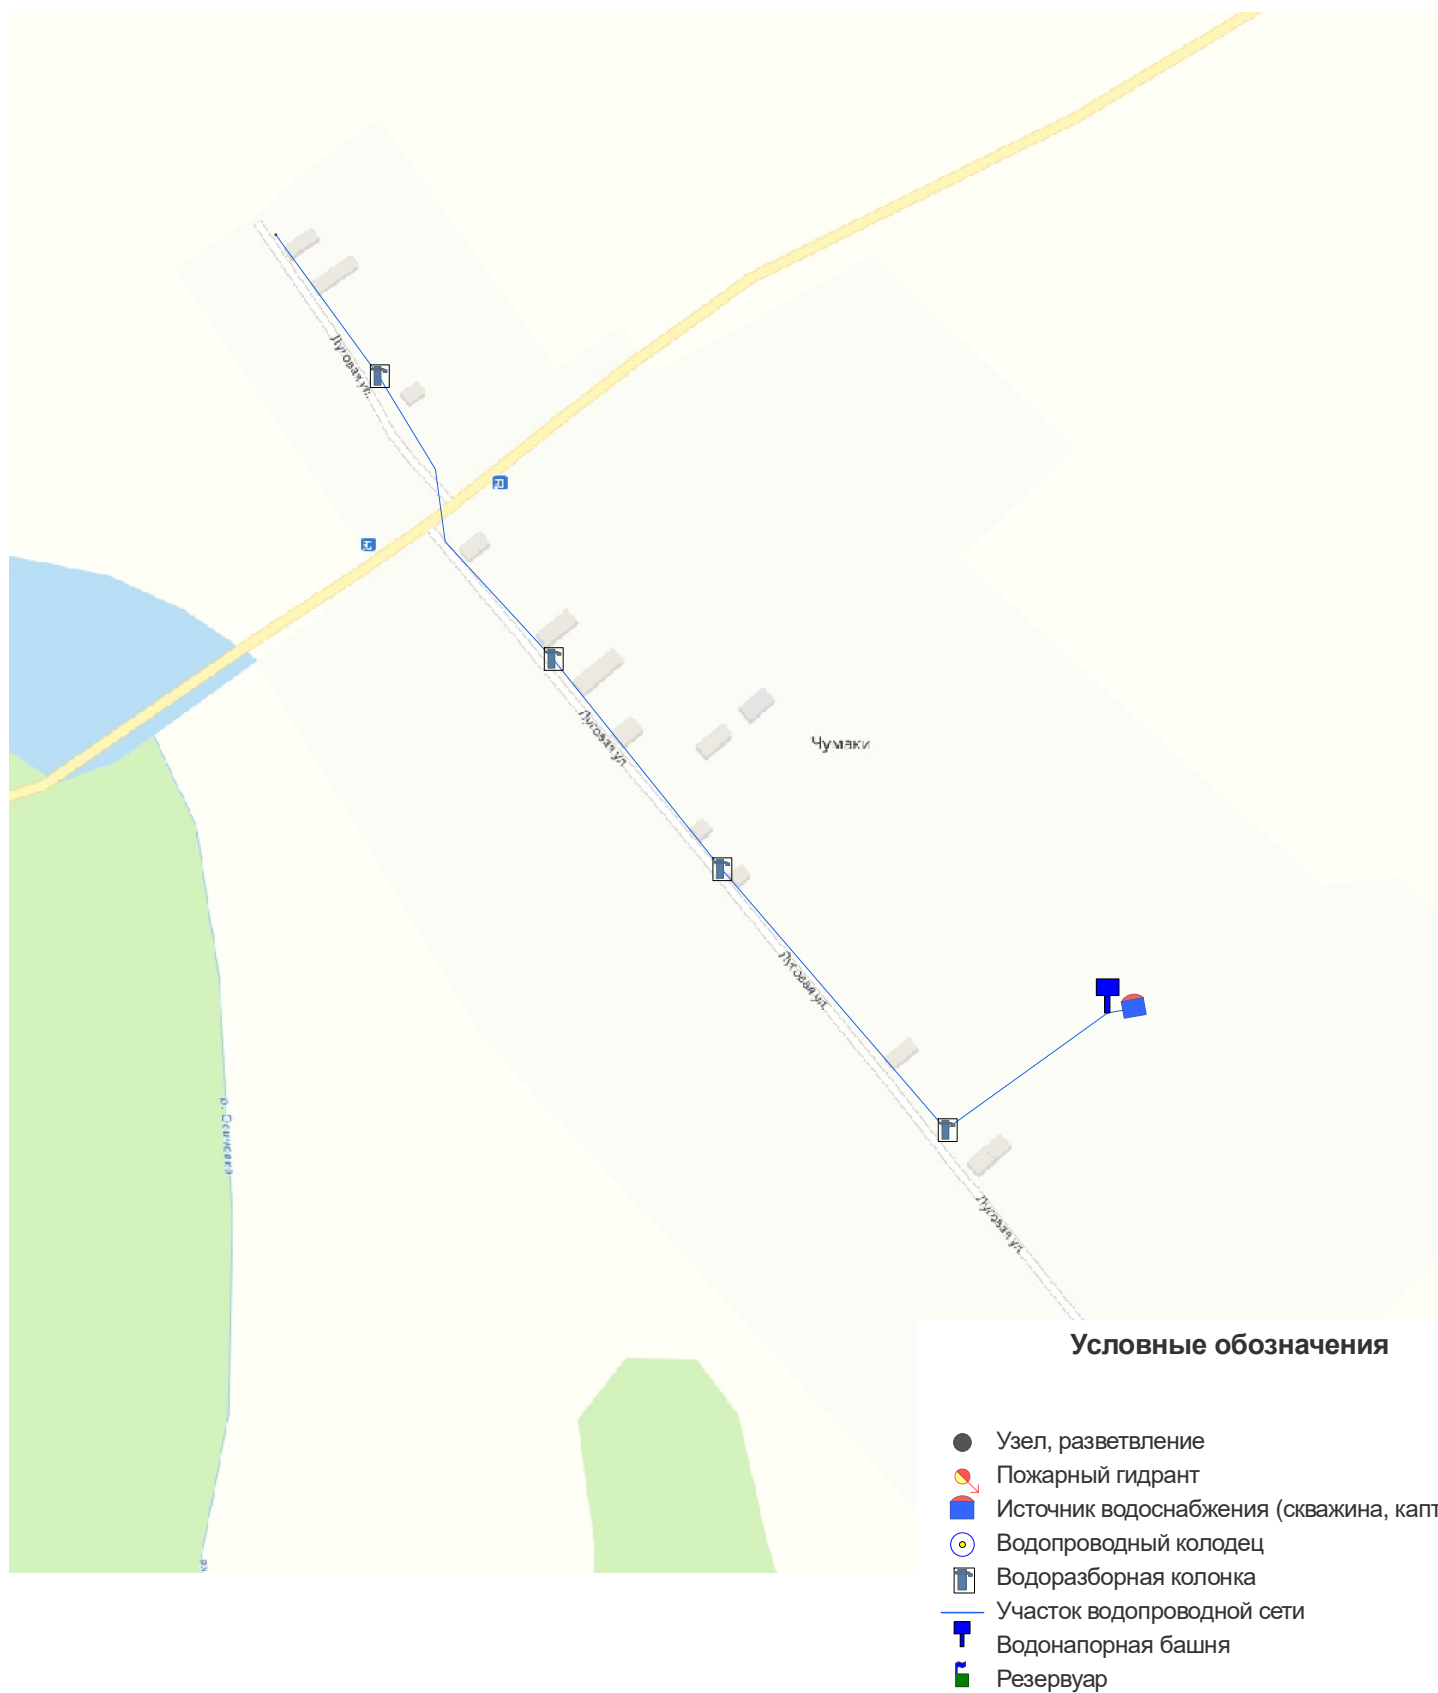 Луговая ул.
Луговая ул.
Чумаки
Луговая ул.
Луговая ул.
Условные обозначения
Узел, разветвление
Пожарный гидрант
Источник водоснабжения (скважина, капт
Водопроводный колодец
Водоразборная колонка
Участок водопроводной сети
Водонапорная башня
Резервуар